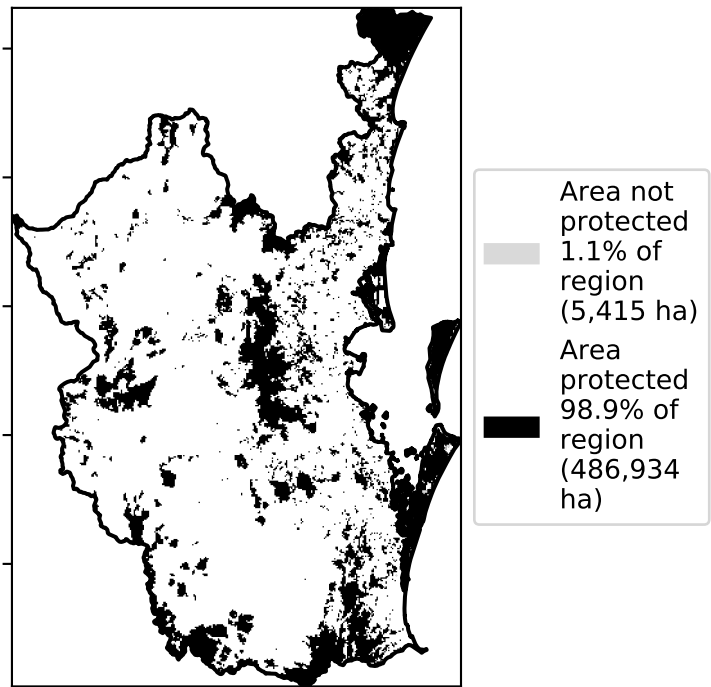 Area not
protected
1.1% of
region
(5,415 ha)
Area
protected
98.9% of
region
(486,934
ha)